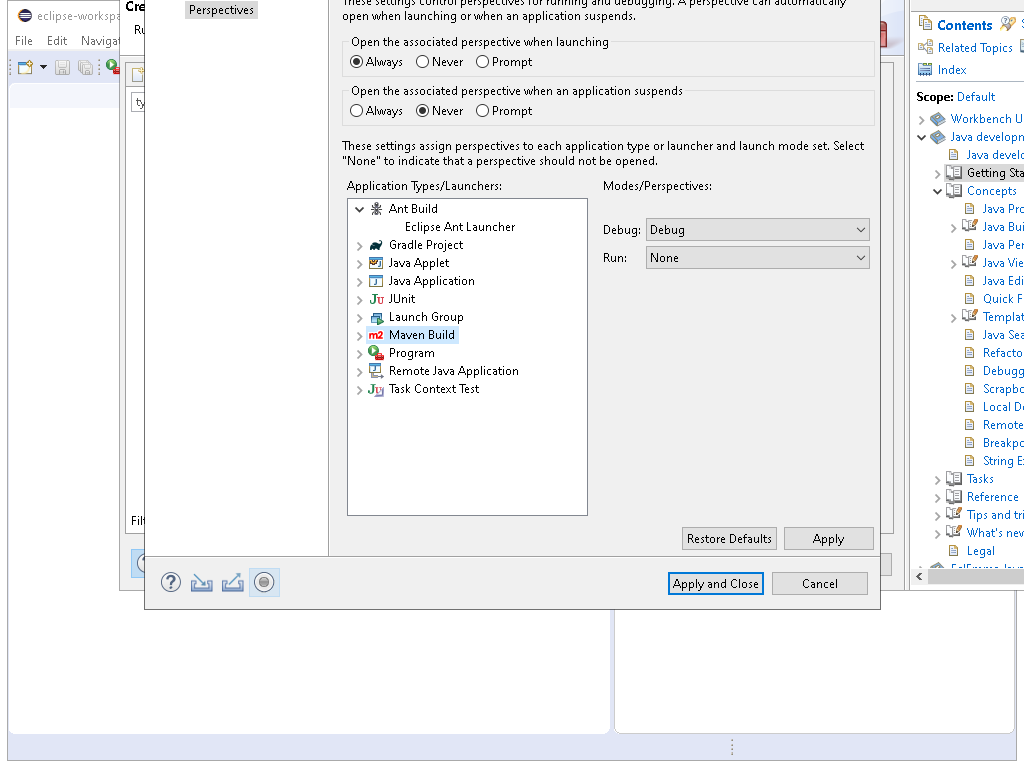 eclipse-workspa
File Edit Navigat
Cre
Ru
ty
Filt
Perspectives
These settings control perspectives for running and debugging. A perspective can automatically
open when launching or when an application suspends.
Open the associated perspective when launching
Always Never Prompt
Open the associated perspective when an application suspends
Always Never Prompt
These settings assign perspectives to each application type or launcher and launch mode set. Select
"None" to indicate that a perspective should not be opened.
Application Types/Launchers:
Ant Build
Eclipse Ant Launcher
Gradle Project
Java Applet
Java Application
JUnit
Launch Group
m2 Maven Build
Program
Remote Java Application
Task Context Test
Modes/Perspectives:
Debug: Debug
Run: None
Restore Defaults Apply
Apply and Close Cancel
Contents
Related Topics
Index
Scope: Default
Workbench U
Java developm
Java develo
Getting Sta
Concepts
Java Pro
Java Bui
Java Per
Java Vie
Java Edi
Quick F
Templat
Java Sea
Refacto
Debugg
Scrapbo
Local De
Remote
Breakpo
String Ex
Tasks
Reference
Tips and tri
What's new
Legal